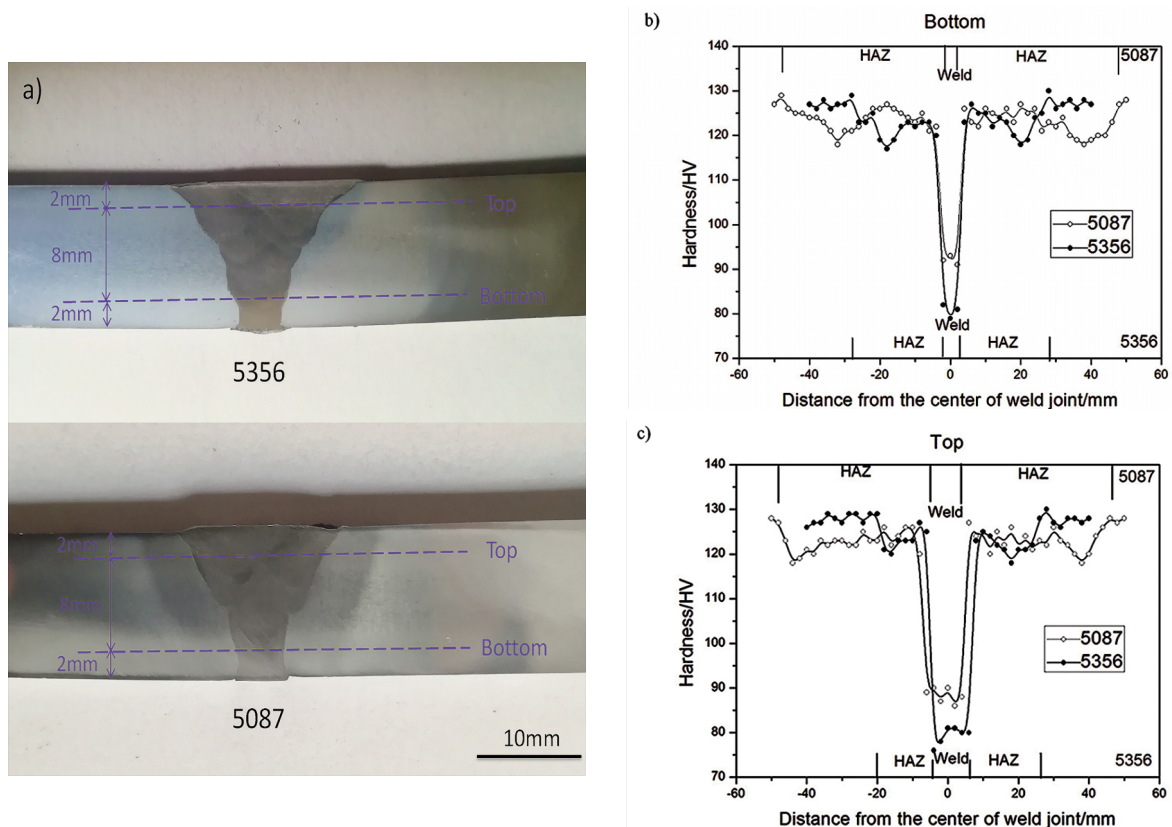 a)
2mm
Top
8mm
Bottom
2mm
5356
2mm
Top
8mm
Bottom
2mm
5087
10mm
b)
Bottom
140
130
120
110
100
90
80
70
HAZ
Weld
HAZ
5087
5087
5356
Weld
HAZ
HAZ
5356
-60
-40
-20
0
20
40
60
Hardness/HV
Distance from the center of weld joint/mm
c)
Top
140
130
120
110
100
90
80
70
HAZ
Weld
HAZ
5087
5087
5356
HAZ
Weld
HAZ
5356
-60
-40
-20
0
20
40
60
Hardness/HV
Distance from the center of weld joint/mm